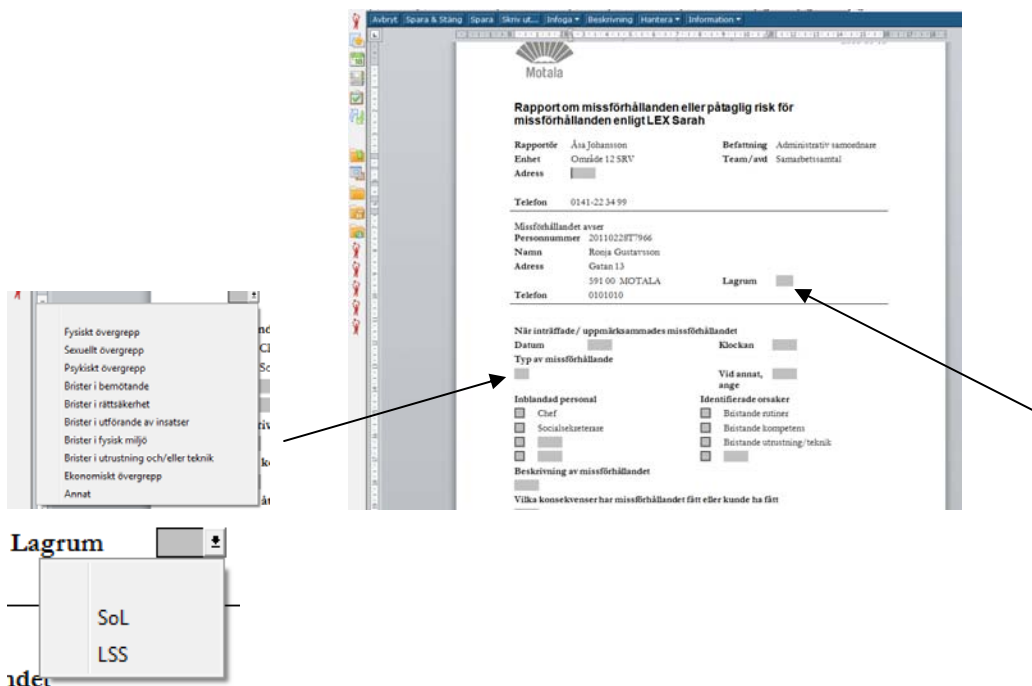 Avbryt Spara & Stäng Spara Skriv ut... Infoga Beskrivning Hantera Information
Motala
Rapport om missförhållanden eller påtaglig risk för
missförhållanden enligt LEX Sarah
Rapportör Åsa Johansson Befattning Administrativ samordnare
Enhet Område 12 SRV Team/avd Samarbetssamtal
Adress
Telefon 0141-22 34 99
Missförhållandet avser
Personnummer 20110228T7966
Namn Ronja Gustavsson
Adress Gatan 13
591 00 MOTALA Lagrum
Telefon 0101010
När inträffade/ uppmärksammades missförhållandet
Datum Klockan
Typ av missförhållande
Vid annat,
ange
Inblandad personal Identifierade orsaker
Chef Bristande rutiner
Socialsekreterare Bristande kompetens
Bristande utrustning/teknik
Beskrivning av missförhållandet
Vilka konsekvenser har missförhållandet fått eller kunde ha fått
Fysiskt övergrepp
Sexuellt övergrepp
Psykiskt övergrepp
Brister i bemötande
Brister i rättsäkerhet
Brister i utförande av insatser
Brister i fysisk miljö
Brister i utrustning och/eller teknik
Ekonomiskt övergrepp
Annat
Lagrum
SoL
LSS